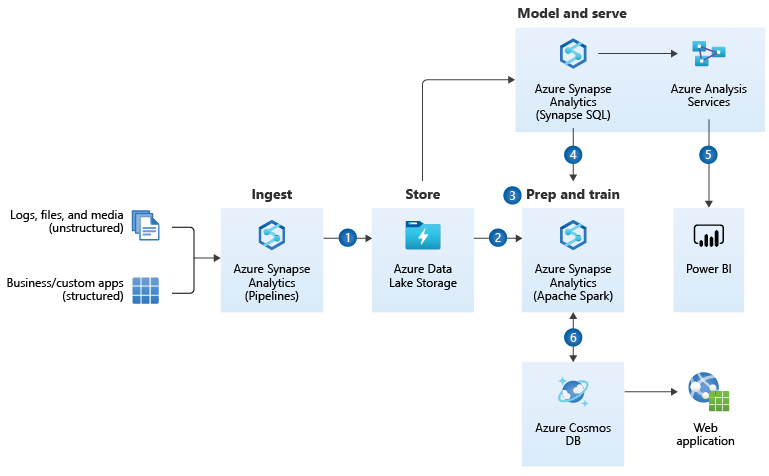 Model and serve
Azure Synapse
Analytics
(Synapse SQL)
Azure Analysis
Services
4
5
Ingest
Store
3
Prep and train
Logs, files, and media
(unstructured)
Business/custom apps
(structured)
Azure Synapse
Analytics
(Pipelines)
1
Azure Data
Lake Storage
2
Azure Synapse
Analytics
(Apache Spark)
Power BI
6
Azure Cosmos
DB
Web
application